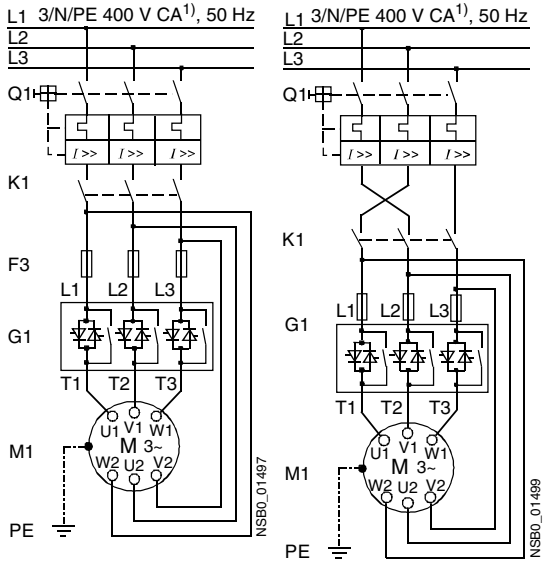 L1 3/N/PE 400 V CA1), 50 Hz
L2
L3
Q1
I >> I >> I >>
K1
F3
L1 L2 L3
G1
T1 T2 T3
U1 V1 W1
M 3~
M1
W2 U2 V2
PE
NSB0_01497
L1 3/N/PE 400 V CA1), 50 Hz
L2
L3
Q1
I >> I >> I >>
K1
L1 L2 L3
G1
T1 T2 T3
U1 V1 W1
M 3~
M1
W2 U2 V2
PE
NSB0_01499